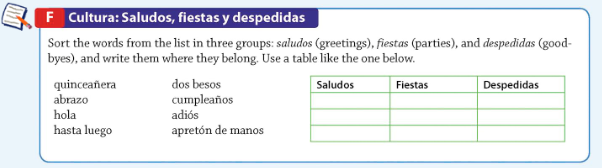 F Cultura: Saludos, fiestas y despedidas
Sort the words from the list in three groups: saludos (greetings), fiestas (parties), and despedidas (good-
byes), and write them where they belong. Use a table like the one below.
quinceañera
abrazo
hola
hasta luego
dos besos
cumpleaños
adiós
apretón de manos
Saludos Fiestas Despedidas